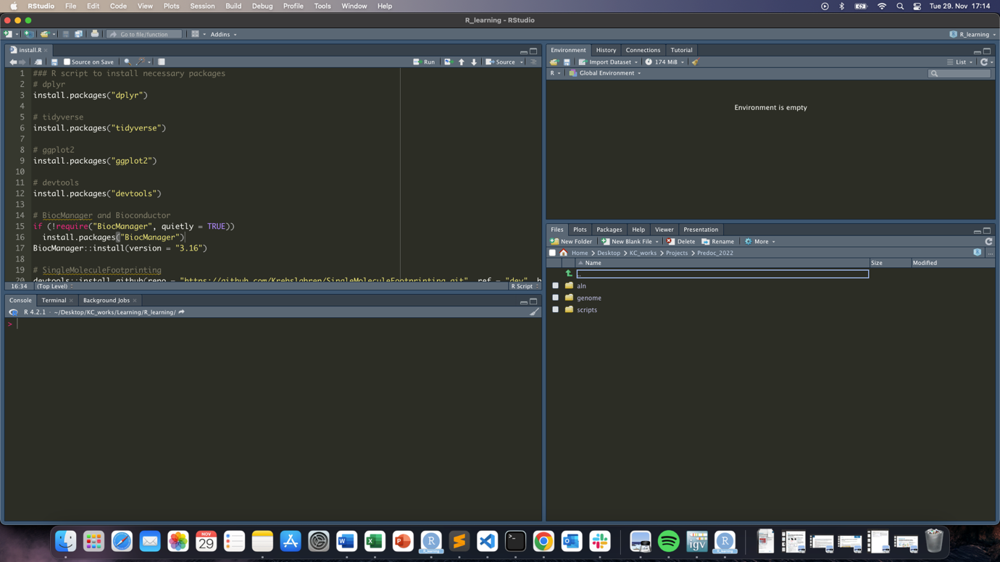 RStudio File Edit Code View Plots Session Build Debug Profile Tools Window Help Tue 29. Nov 17:14
R_learning - RStudio
Go to file/function Addins R_learning
install.R
Source on Save Run Source
1 ### R script to install necessary packages
2 # dplyr
3 install.packages("dplyr")
4
5 # tidyverse
6 install.packages("tidyverse")
7
8 # ggplot2
9 install.packages("ggplot2")
10
11 # devtools
12 install.packages("devtools")
13
14 # BiocManager and Bioconductor
15 if (!require("BiocManager", quietly = TRUE))
16 install.packages("BiocManager")
17 BiocManager::install(version = "3.16")
18
19 # SingleMoleculeFootprinting
20 devtools::install_github(repo = "https://github.com/Krebslabrep/SingleMoleculeFootprinting.git", ref = "dev", b
16:34 (Top Level) R Script
Console Terminal Background Jobs
R 4.2.1 · ~/Desktop/KC_works/Learning/R_learning/
>
Environment History Connections Tutorial
Import Dataset 174 MiB List
R Global Environment
Environment is empty
Files Plots Packages Help Viewer Presentation
New Folder New Blank File Delete Rename More
Home Desktop KC_works Projects Predoc_2022 ...
Name Size Modified
..
aln
genome
scripts
NOV
29
R_learning
igv
R_learning